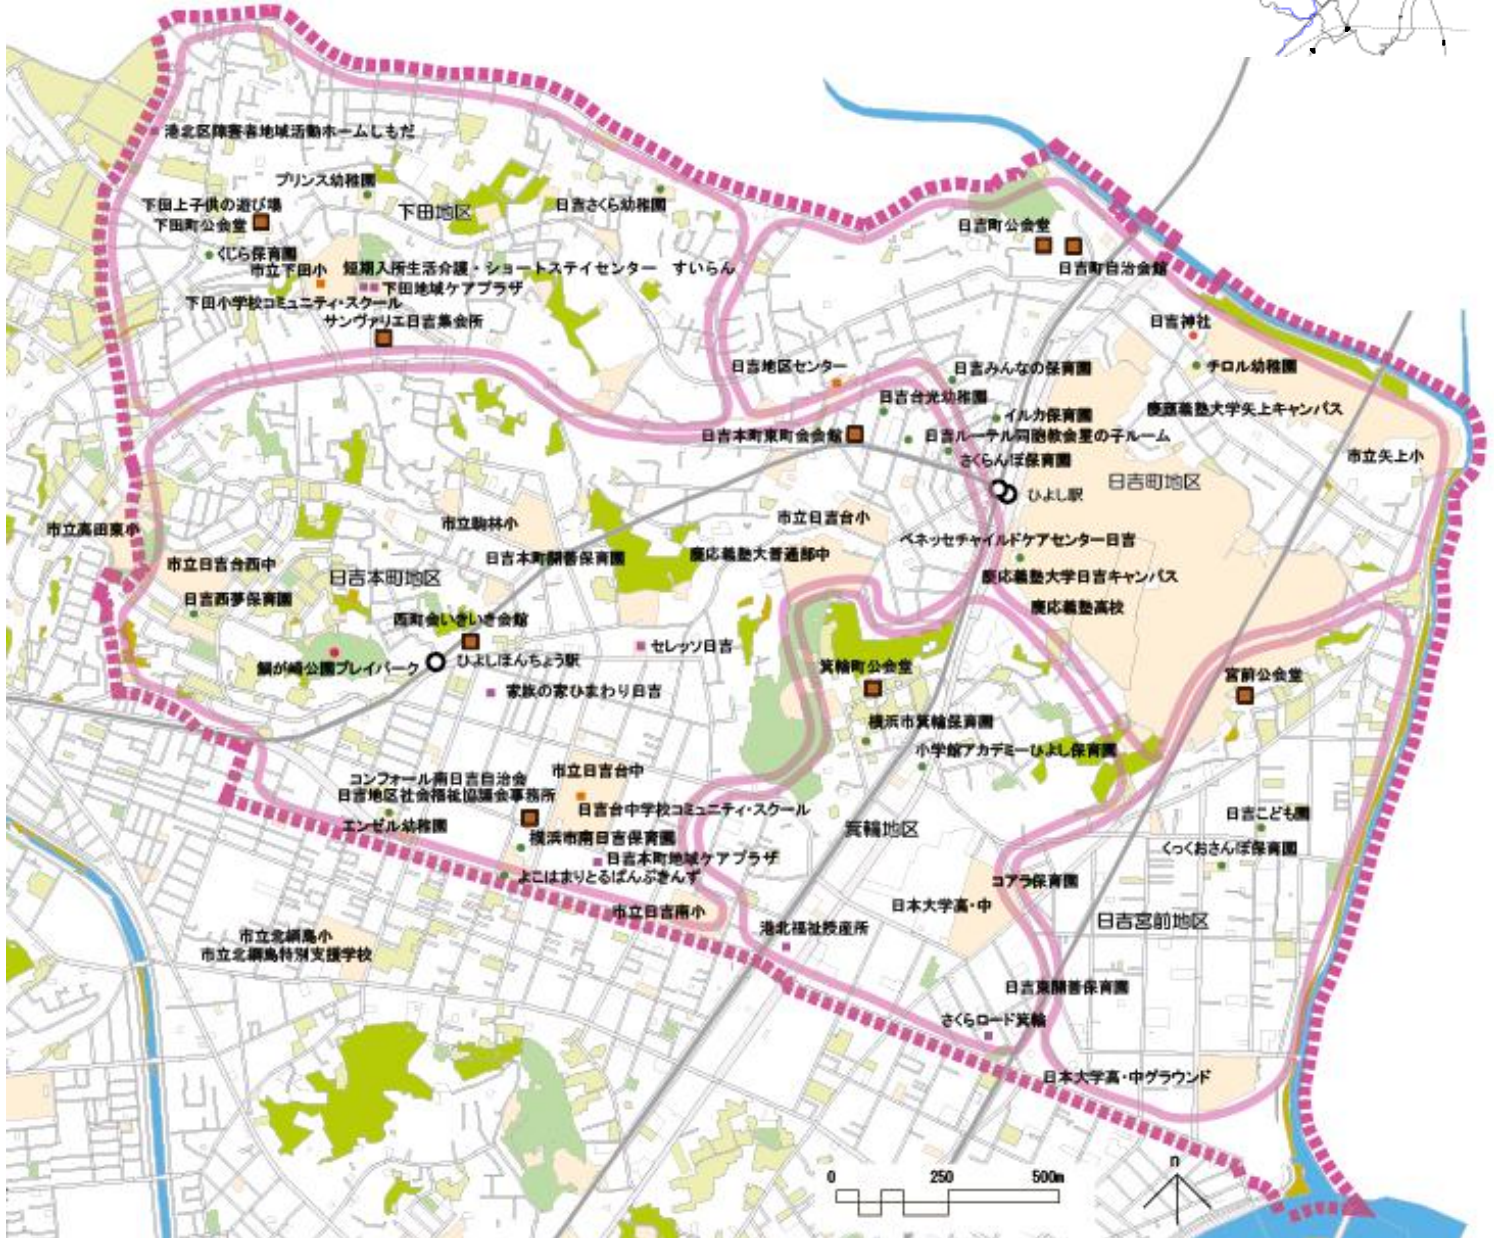 港北区障害者地域活動ホームしもだ
プリンス幼稚園
下田上子供の遊び場
下田地区
日吉さくら幼稚園
下田町公会堂
日吉町公会堂
くじら保育園
市立下田小
短期入所生活介護・ショートステイセンター　すいらん
日吉町自治会館
下田地域ケアプラザ
下田小学校コミュニティ・スクール
サンヴァリエ日吉集会所
日吉神社
日吉地区センター
日吉みんなの保育園
チロル幼稚園
日吉台光幼稚園
イルカ保育園
慶應義塾大学矢上キャンパス
日吉本町東町会会館
日吉ルーテル同胞教会星の子ルーム
さくらんぼ保育園
市立矢上小
日吉町地区
ひよし駅
市立高田東小
市立駒林小
市立日吉台小
ベネッセチャイルドケアセンター日吉
日吉本町開善保育園
慶応義塾大普通部中
市立日吉台西中
日吉本町地区
慶応義塾大学日吉キャンパス
日吉西夢保育園
慶応義塾高校
西町会いきいき会館
セレッソ日吉
ひよしほんちょう駅
鯛が崎公園プレイパーク
箕輪町公会堂
宮前公会堂
家族の家ひまわり日吉
横浜市箕輪保育園
小学館アカデミーひよし保育園
コンフォール南日吉自治会
市立日吉台中
日吉地区社会福祉協議会事務所
日吉台中学校コミュニティ・スクール
エンゼル幼稚園
箕輪地区
日吉こども園
横浜市南日吉保育園
くっくおさんぽ保育園
日吉本町地域ケアプラザ
よこはまりとるぱんぷきんず
コアラ保育園
市立日吉南小
日本大学高・中
日吉宮前地区
港北福祉授産所
市立北綱島小
市立北綱島特別支援学校
日吉東開善保育園
さくらロード箕輪
日本大学高・中グラウンド
0 250 500m
n